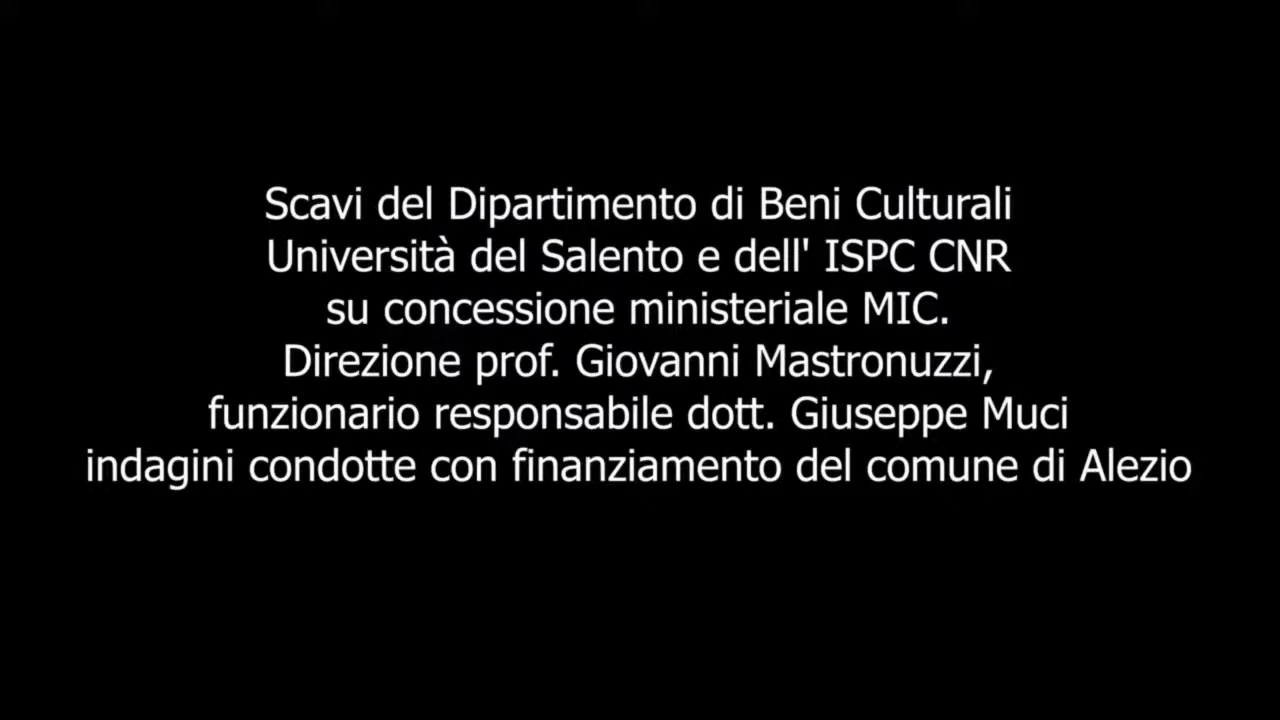 Scavi del Dipartimento di Beni Culturali
Università del Salento e dell' ISPC CNR
su concessione ministeriale MIC.
Direzione prof. Giovanni Mastronuzzi,
funzionario responsabile dott. Giuseppe Muci
indagini condotte con finanziamento del comune di Alezio